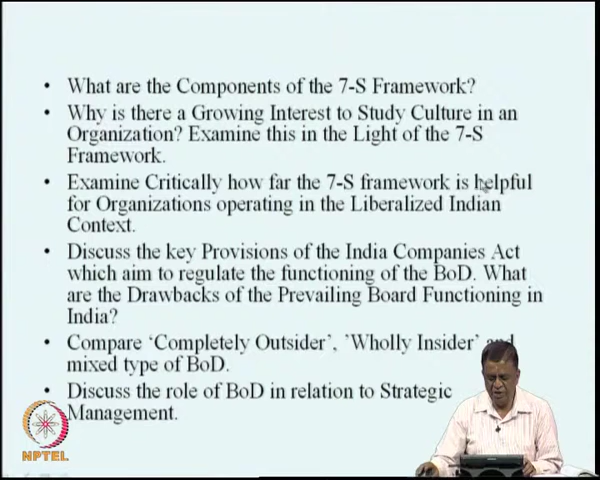 • What are the Components of the 7-S Framework?
• Why is there a Growing Interest to Study Culture in an
Organization? Examine this in the Light of the 7-S
Framework.
• Examine Critically how far the 7-S framework is helpful
for Organizations operating in the Liberalized Indian
Context.
• Discuss the key Provisions of the India Companies Act
which aim to regulate the functioning of the BoD. What
are the Drawbacks of the Prevailing Board Functioning in
India?
• Compare ‘Completely Outsider’, ’Wholly Insider’ and
mixed type of BoD.
• Discuss the role of BoD in relation to Strategic
Management.
NPTEL